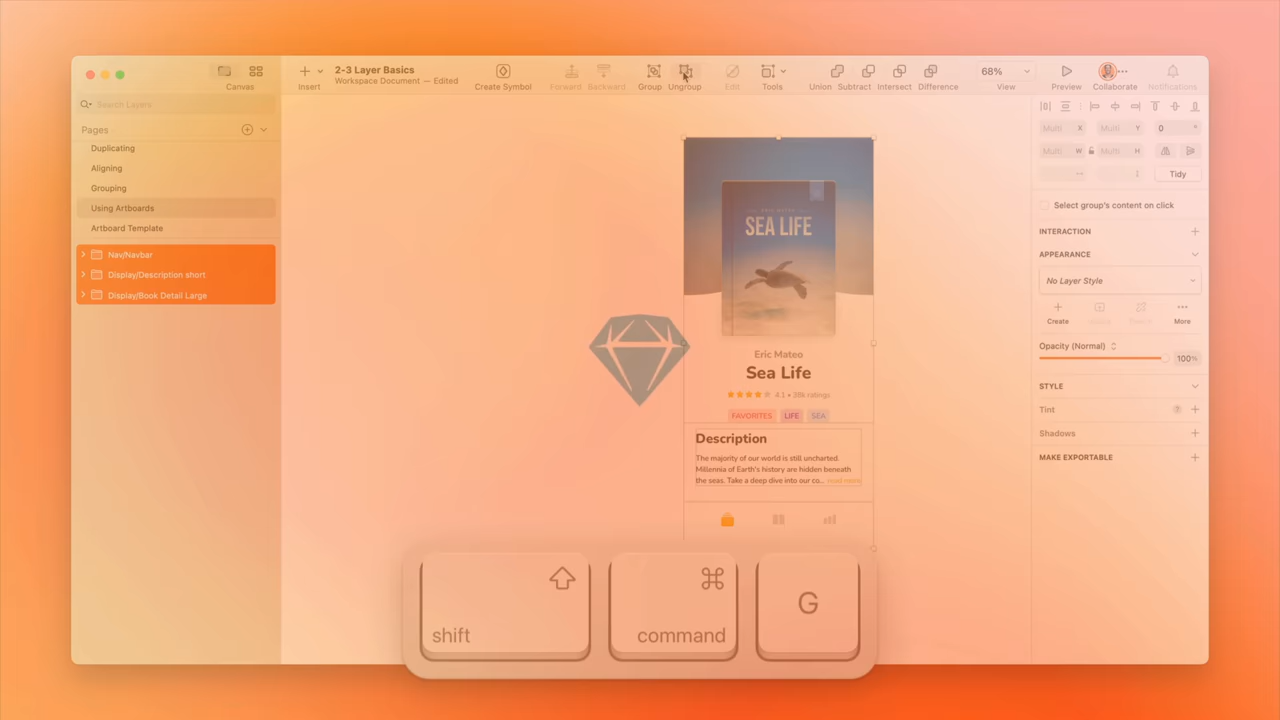 2-3 Layer Basics
Workspace Document — Edited
Canvas
Insert
Create Symbol
Forward
Backward
Group
Ungroup
Edit
Tools
Union
Subtract
Intersect
Difference
68%
View
Preview
Collaborate
Notifications
Search Layers
Pages
Duplicating
Aligning
Grouping
Using Artboards
Artboard Template
Nav/Navbar
Display/Description short
Display/Book Detail Large
ERIC MATEO
SEA LIFE
Eric Mateo
Sea Life
4.1 • 38k ratings
FAVORITES LIFE SEA
Description
The majority of our world is still uncharted.
Millennia of Earth's history are hidden beneath
the seas. Take a deep dive into our co... read more
Multi X Multi Y 0 °
Multi W Multi H
Tidy
Select group's content on click
INTERACTION
APPEARANCE
No Layer Style
Create
More
Opacity (Normal)
100%
STYLE
Tint ?
Shadows
MAKE EXPORTABLE
shift
command
G